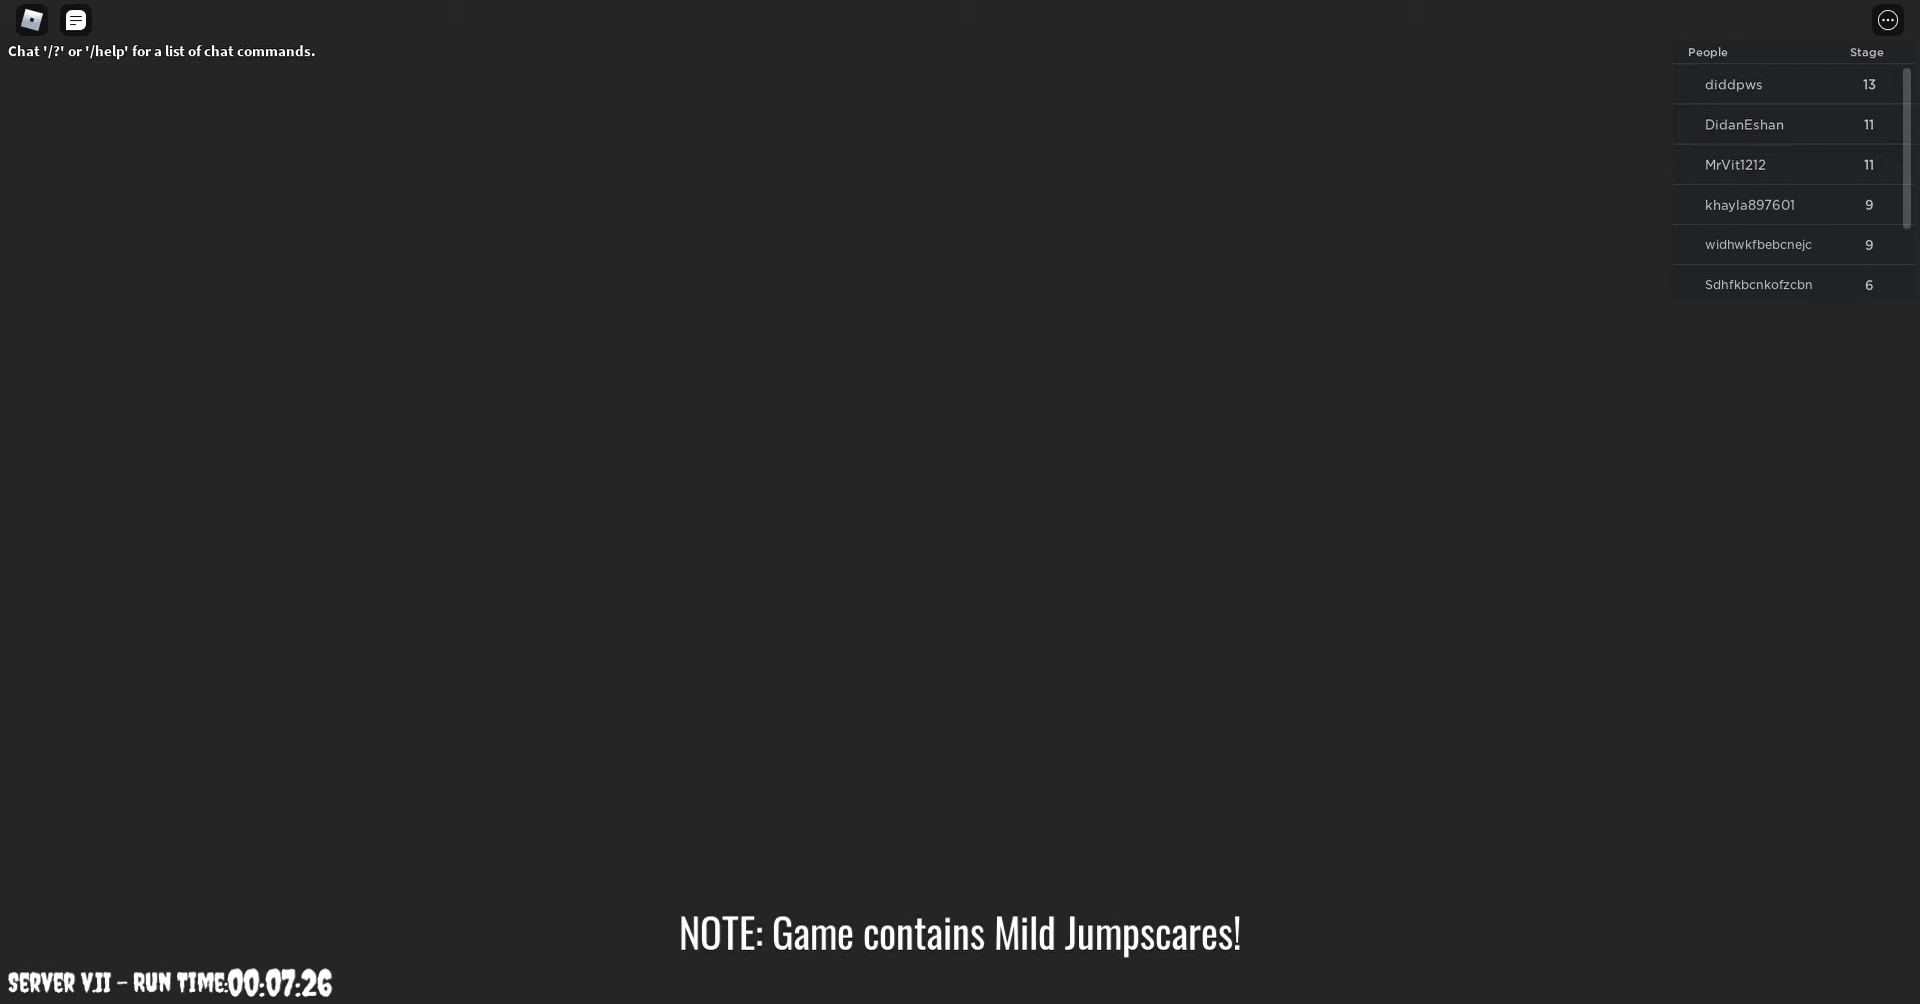 Chat '/?' or '/help' for a list of chat commands.
People Stage
diddpws 13
DidanEshan 11
MrVit1212 11
khayla897601 9
widhwkfbebcnejc 9
Sdhfkbcnkofzcbn 6
NOTE: Game contains Mild Jumpscares!
SERVER V.II - RUN TIME:00:07:26